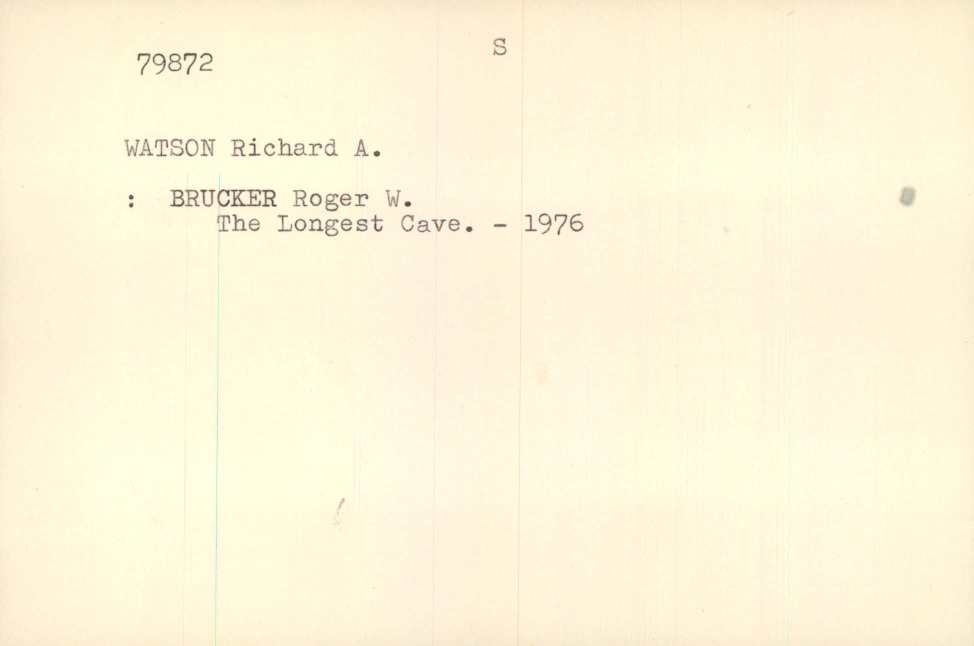 S
79872
WATSON Richard A.
: BRUCKER Roger W.
The Longest Cave. - 1976